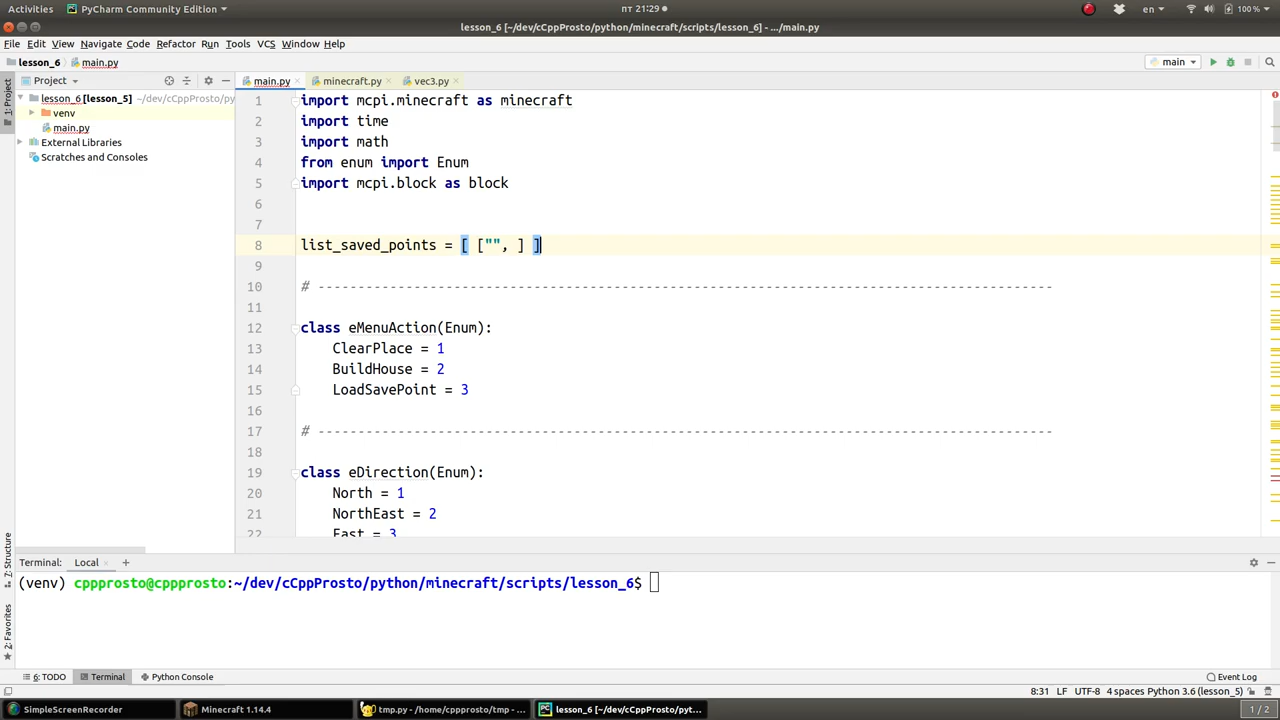 Activities PyCharm Community Edition пт 21:29 en 100 %
lesson_6 [~/dev/cCppProsto/python/minecraft/scripts/lesson_6] - .../main.py
File Edit View Navigate Code Refactor Run Tools VCS Window Help
lesson_6 main.py main
Project main.py minecraft.py vec3.py
lesson_6 [lesson_5] ~/dev/cCppProsto/py
venv
main.py
External Libraries
Scratches and Consoles
1: Project
7: Structure
2: Favorites
1 import mcpi.minecraft as minecraft
2 import time
3 import math
4 from enum import Enum
5 import mcpi.block as block
6
7
8 list_saved_points = [ ["", ] ]
9
10 # --------------------------------------------------------------------------------------------
11
12 class eMenuAction(Enum):
13 ClearPlace = 1
14 BuildHouse = 2
15 LoadSavePoint = 3
16
17 # --------------------------------------------------------------------------------------------
18
19 class eDirection(Enum):
20 North = 1
21 NorthEast = 2
22 East = 3
Terminal: Local +
(venv) cppprosto@cppprosto:~/dev/cCppProsto/python/minecraft/scripts/lesson_6$
6: TODO Terminal Python Console Event Log
8:31 LF UTF-8 4 spaces Python 3.6 (lesson_5)
SimpleScreenRecorder Minecraft 1.14.4 tmp.py - /home/cppprosto/tmp - ... lesson_6 [~/dev/cCppProsto/pyt... 1 / 2